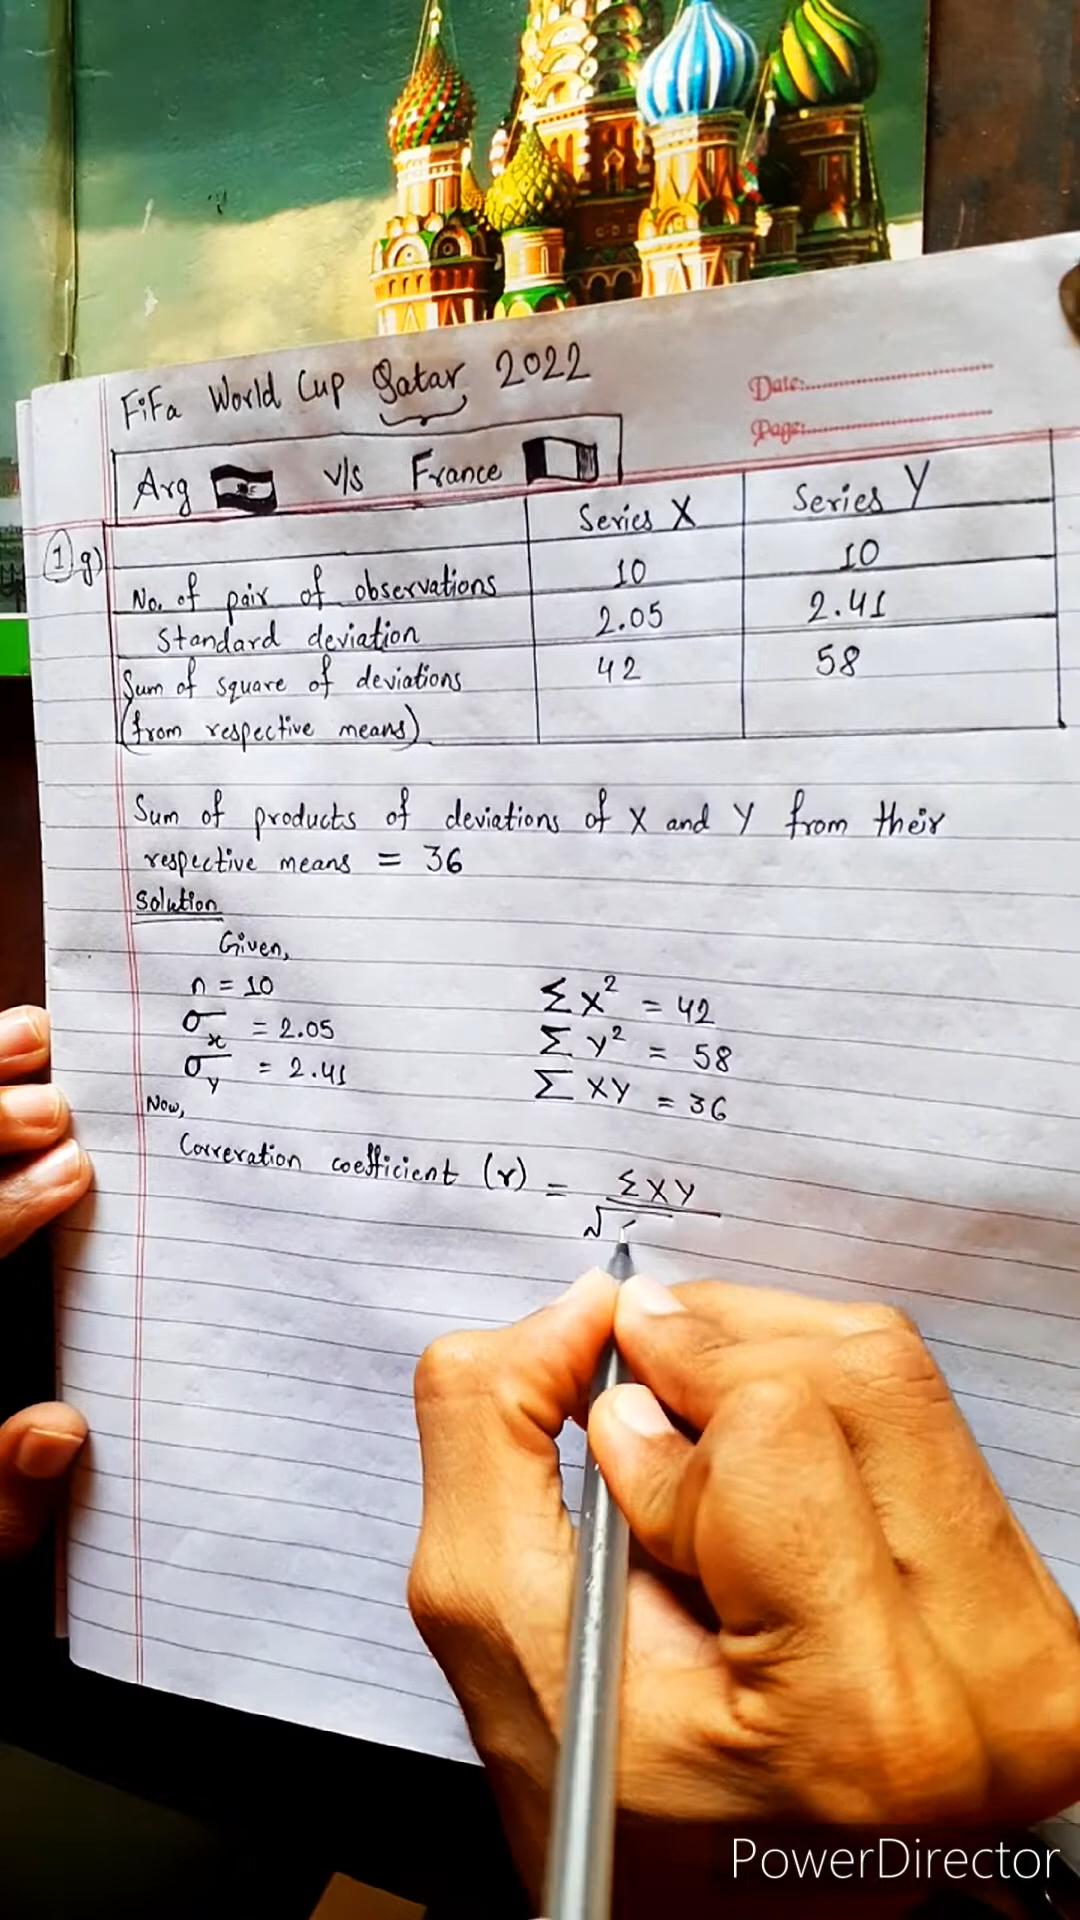 FiFa World Cup Qatar 2022
Date:
Page:
Arg v/s France
Series X Series Y
1 g)
No. of pair of observations 10 10
Standard deviation 2.05 2.41
Sum of square of deviations 42 58
(from respective means)
Sum of products of deviations of X and Y from their
respective means = 36
Solution
Given,
n = 10 Σx² = 42
σx = 2.05 Σy² = 58
σy = 2.41 ΣXY = 36
Now,
Correration coefficient (r) = ΣXY
√
PowerDirector